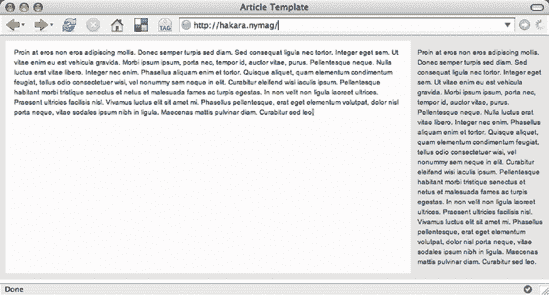 Article Template
TAG
http://hakara.nymag/
Proin at eros non eros adipiscing mollis. Donec semper turpis sed diam. Sed consequat ligula nec tortor. Integer eget sem. Ut
vitae enim eu est vehicula gravida. Morbi ipsum ipsum, porta nec, tempor id, auctor vitae, purus. Pellentesque neque. Nulla
luctus erat vitae libero. Integer nec enim. Phasellus aliquam enim et tortor. Quisque aliquet, quam elementum condimentum
feugiat, tellus odio consectetuer wisi, vel nonummy sem neque in elit. Curabitur eleifend wisi iaculis ipsum. Pellentesque
habitant morbi tristique senectus et netus et malesuada fames ac turpis egestas. In non velit non ligula laoreet ultrices.
Praesent ultricies facilisis nisl. Vivamus luctus elit sit amet mi. Phasellus pellentesque, erat eget elementum volutpat, dolor nisl
porta neque, vitae sodales ipsum nibh in ligula. Maecenas mattis pulvinar diam. Curabitur sed leo
Proin at eros non eros adipiscing
mollis. Donec semper turpis sed
diam. Sed consequat ligula nec
tortor. Integer eget sem. Ut vitae
enim eu est vehicula gravida.
Morbi ipsum ipsum, porta nec,
tempor id, auctor vitae, purus.
Pellentesque neque. Nulla luctus erat
vitae libero. Integer nec enim. Phasellus
aliquam enim et tortor. Quisque aliquet,
quam elementum condimentum feugiat,
tellus odio consectetuer wisi, vel
nonummy sem neque in elit. Curabitur
eleifend wisi iaculis ipsum. Pellentesque
habitant morbi tristique senectus et
netus et malesuada fames ac turpis
egestas. In non velit non ligula laoreet
ultrices. Praesent ultricies facilisis nisl.
Vivamus luctus elit sit amet mi.
Phasellus pellentesque, erat eget
elementum volutpat, dolor nisl porta
neque, vitae sodales ipsum nibh in
ligula. Maecenas mattis pulvinar
diam. Curabitur sed leo.
Done